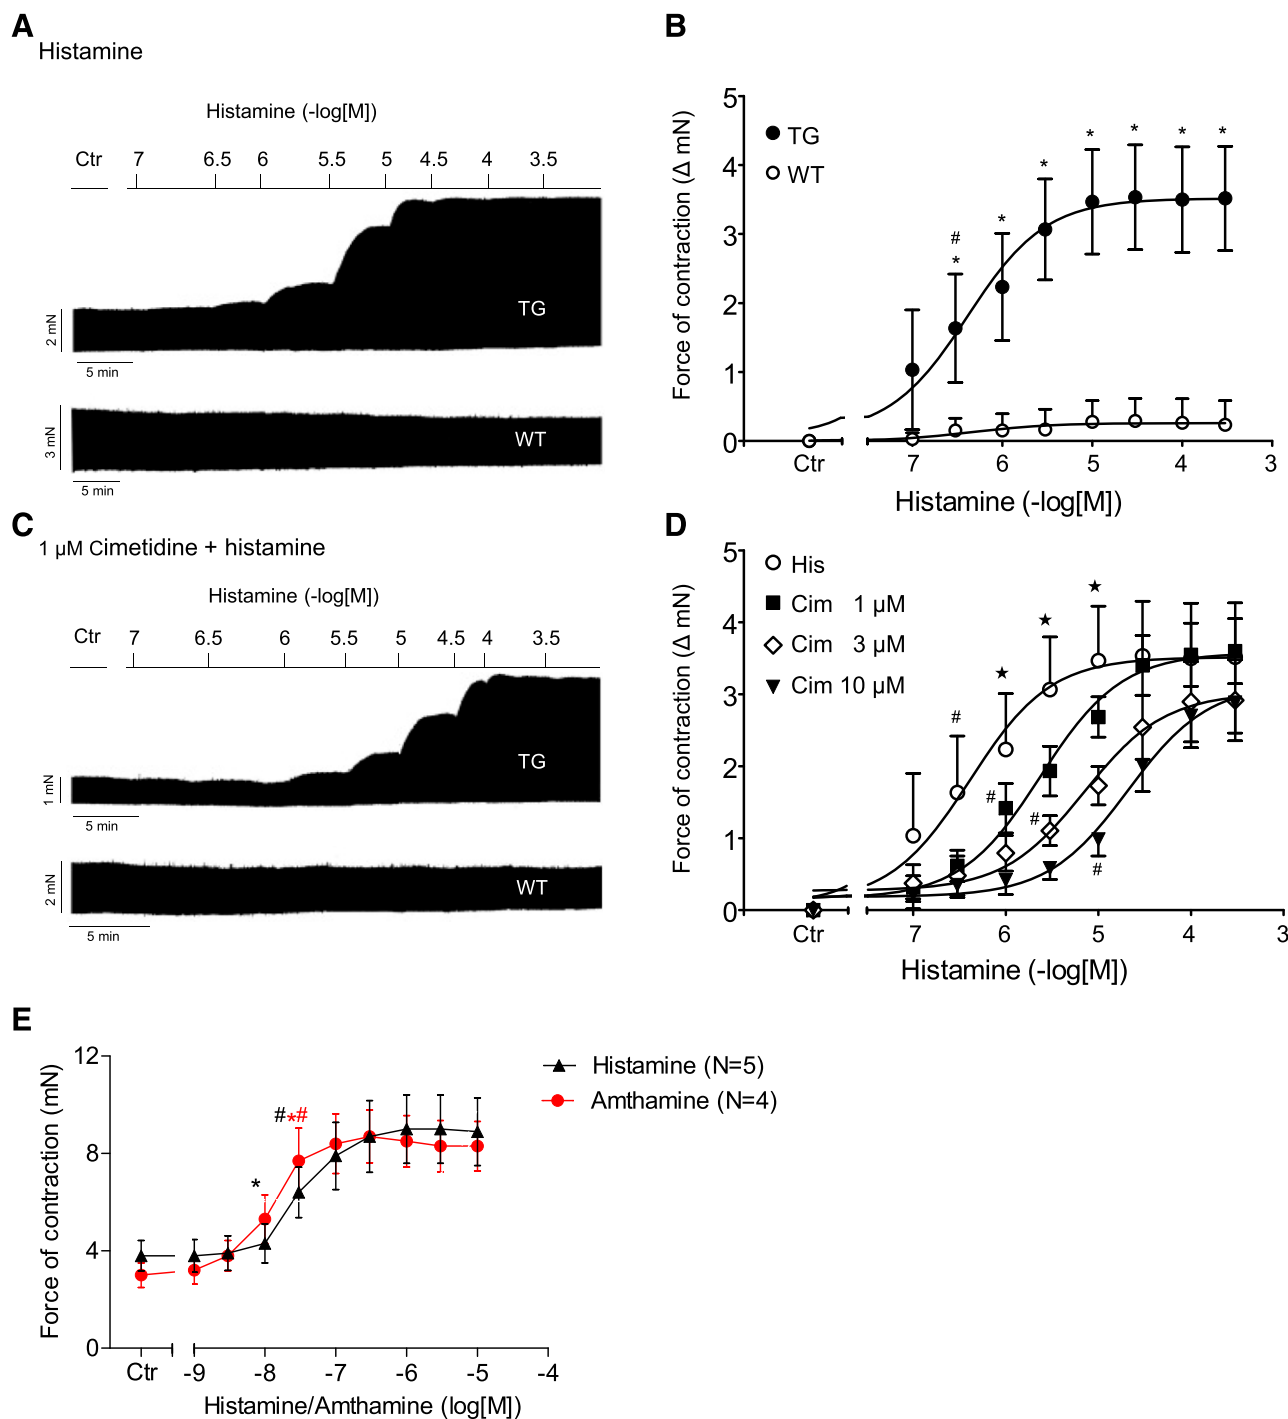 A
Histamine
Histamine (-log[M])
Ctr 7 6.5 6 5.5 5 4.5 4 3.5
2 mN
TG
5 min
3 mN
WT
5 min
B
Force of contraction (Δ mN)
5
4
3
2
1
0
TG
WT
# * * * * * * *
Ctr 7 6 5 4 3
Histamine (-log[M])
C
1 µM Cimetidine + histamine
Histamine (-log[M])
Ctr 7 6.5 6 5.5 5 4.5 4 3.5
1 mN
TG
5 min
2 mN
WT
5 min
D
Force of contraction (Δ mN)
5
4
3
2
1
0
His
Cim 1 µM
Cim 3 µM
Cim 10 µM
# ★ ★ ★
#
#
#
Ctr 7 6 5 4 3
Histamine (-log[M])
E
Force of contraction (mN)
12
8
4
0
Histamine (N=5)
Amthamine (N=4)
# *#
*
Ctr -9 -8 -7 -6 -5 -4
Histamine/Amthamine (log[M])